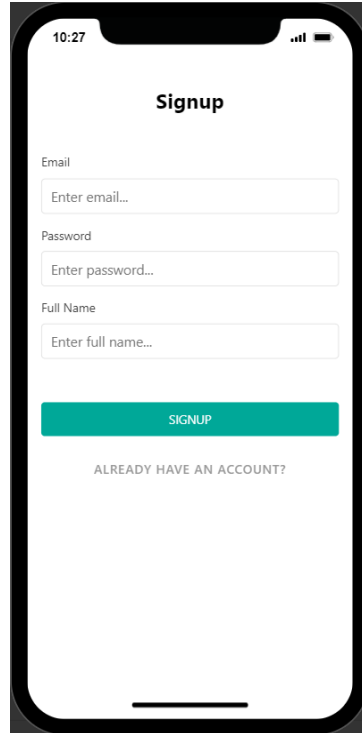 10:27
Signup
Email
Enter email...
Password
Enter password...
Full Name
Enter full name...
SIGNUP
ALREADY HAVE AN ACCOUNT?